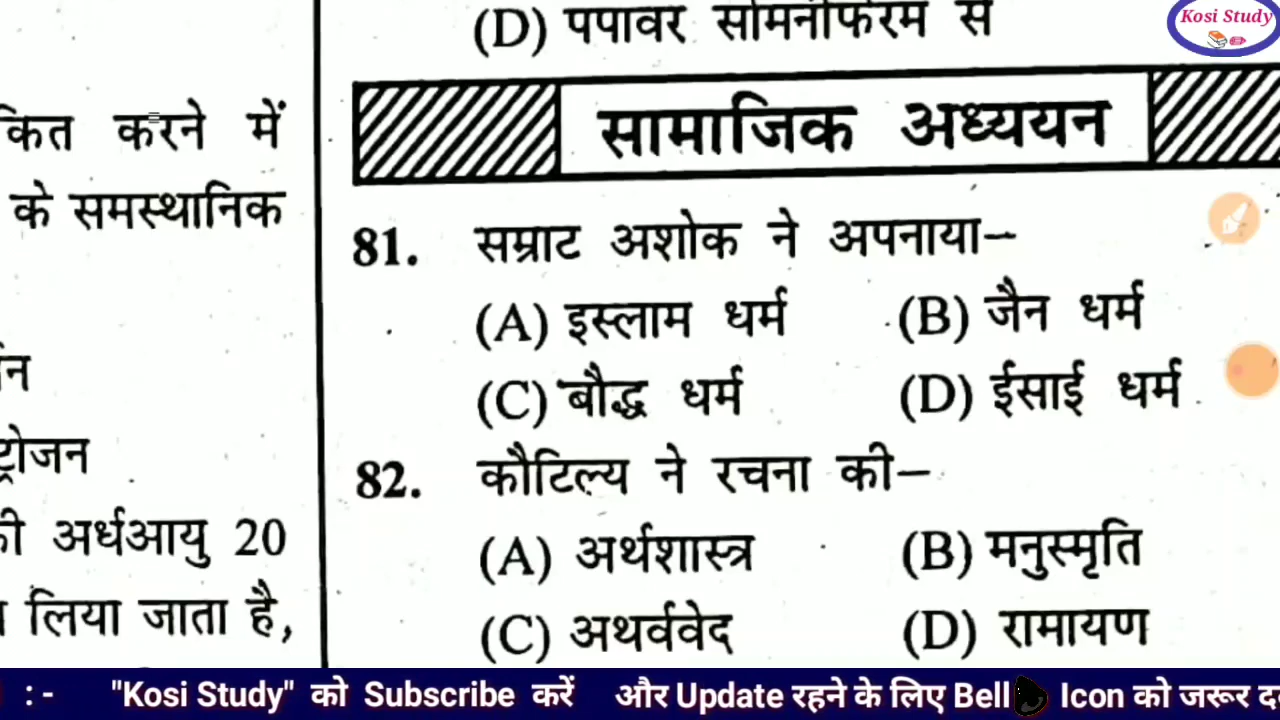 (D) पपावर सोमनीफेरम से
Kosi Study
सामाजिक अध्ययन
करने में
के समस्थानिक
अर्धआयु 20
लिया जाता है,
81. सम्राट अशोक ने अपनाया–
(A) इस्लाम धर्म (B) जैन धर्म
(C) बौद्ध धर्म (D) ईसाई धर्म
82. कौटिल्य ने रचना की–
(A) अर्थशास्त्र (B) मनुस्मृति
(C) अथर्ववेद (D) रामायण
:- "Kosi Study" को Subscribe करें और Update रहने के लिए Bell Icon को जरूर